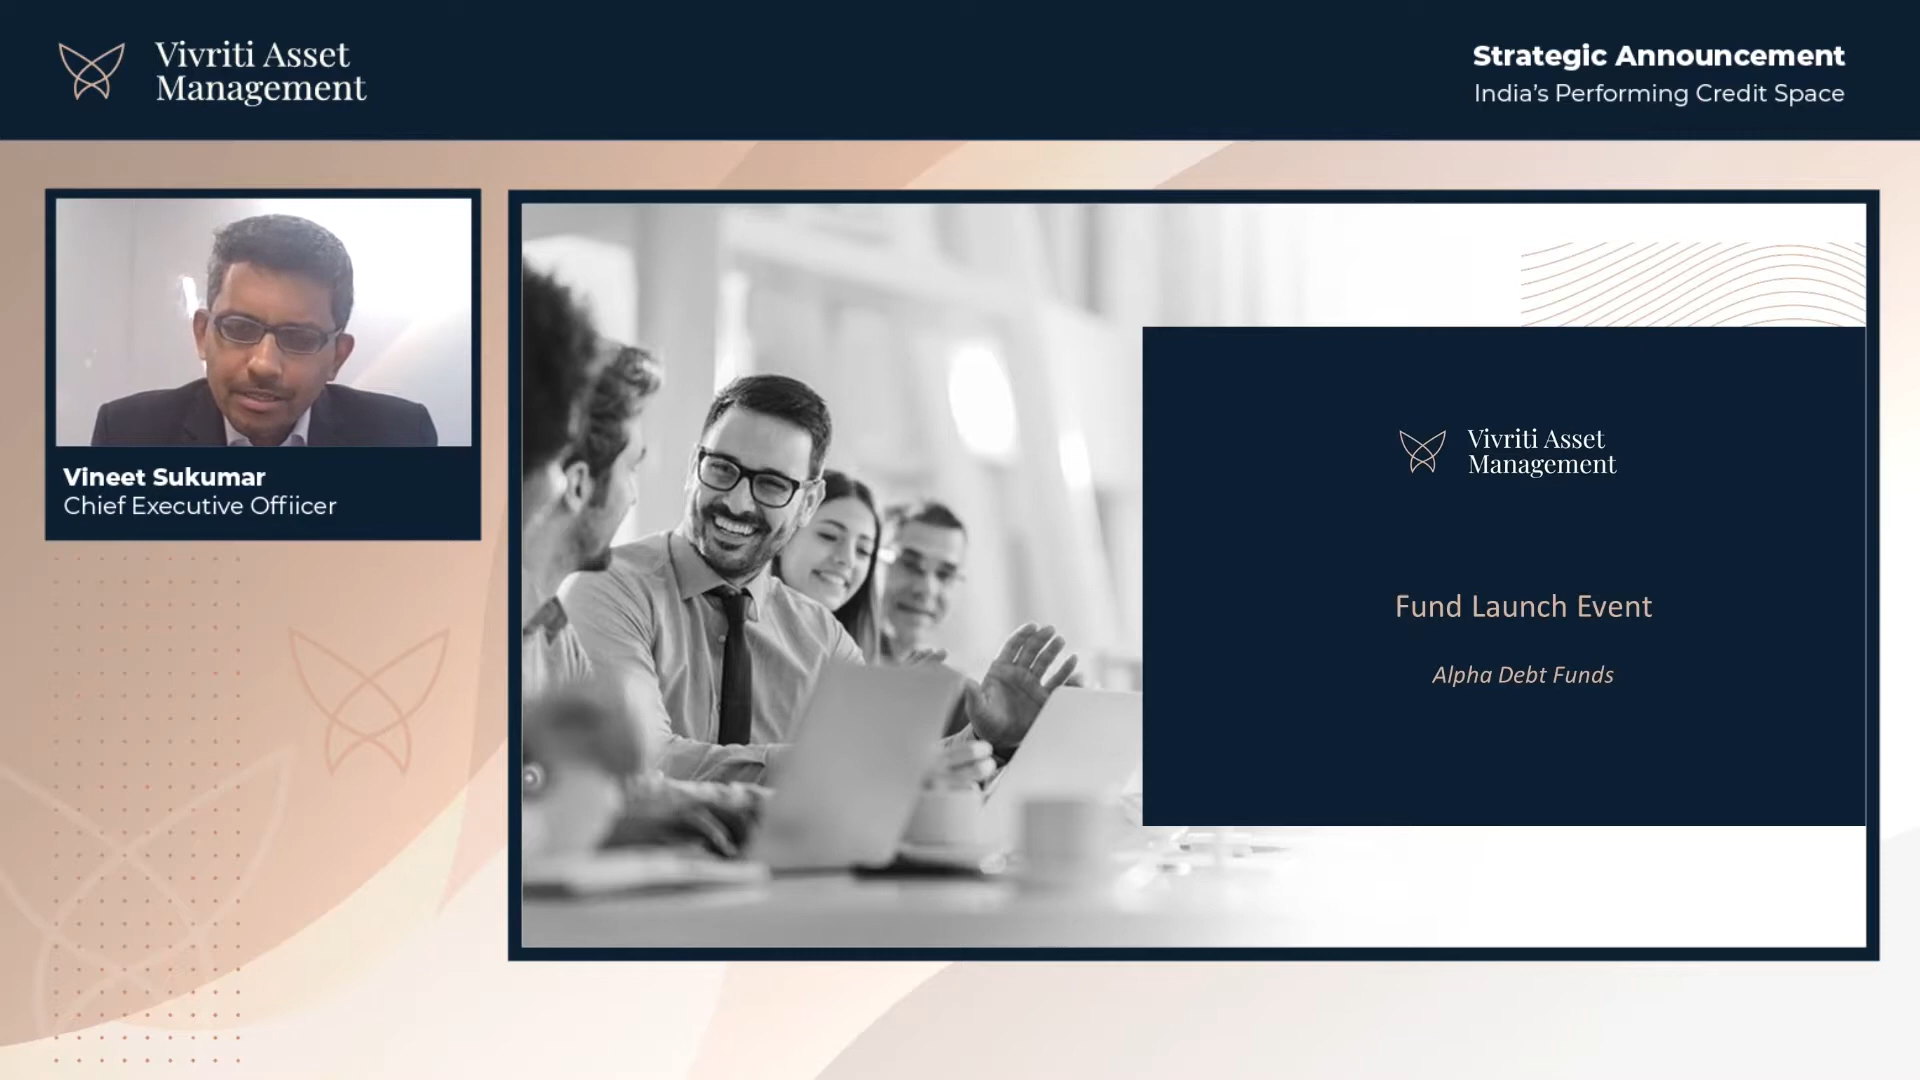 Vivriti Asset
Management
Strategic Announcement
India's Performing Credit Space
Vineet Sukumar
Chief Executive Offiicer
Vivriti Asset
Management
Fund Launch Event
Alpha Debt Funds